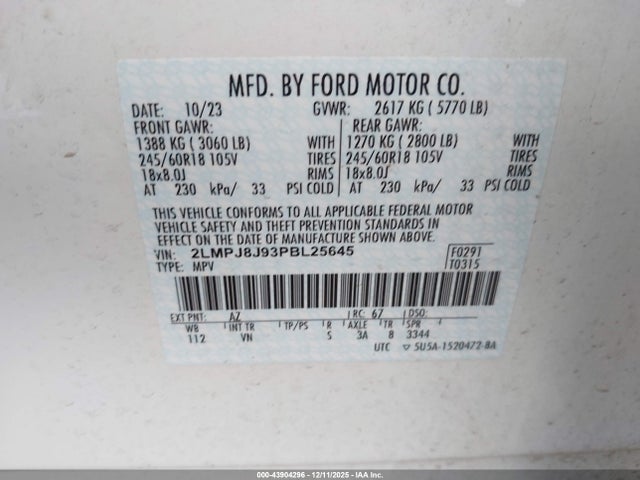 MFD. BY FORD MOTOR CO.
DATE: 10/23 GVWR: 2617 KG ( 5770 LB)
FRONT GAWR: REAR GAWR:
1388 KG ( 3060 LB) WITH 1270 KG ( 2800 LB) WITH
245/60R18 105V TIRES 245/60R18 105V TIRES
18x8.0J RIMS 18x8.0J RIMS
AT 230 kPa/ 33 PSI COLD AT 230 kPa/ 33 PSI COLD
THIS VEHICLE CONFORMS TO ALL APPLICABLE FEDERAL MOTOR
VEHICLE SAFETY AND THEFT PREVENTION STANDARDS IN
EFFECT ON THE DATE OF MANUFACTURE SHOWN ABOVE.
VIN: 2LMPJ8J93PBL25645 F0291
TYPE: MPV T0315
EXT PNT: AZ RC: 67 DSO:
WB INT TR TP/PS R AXLE TR SPR
112 VN S 3A 8 3344
UTC ▽ 5U5A-1520472-BA
000-43904296 - 12/11/2025 - IAA, Inc.